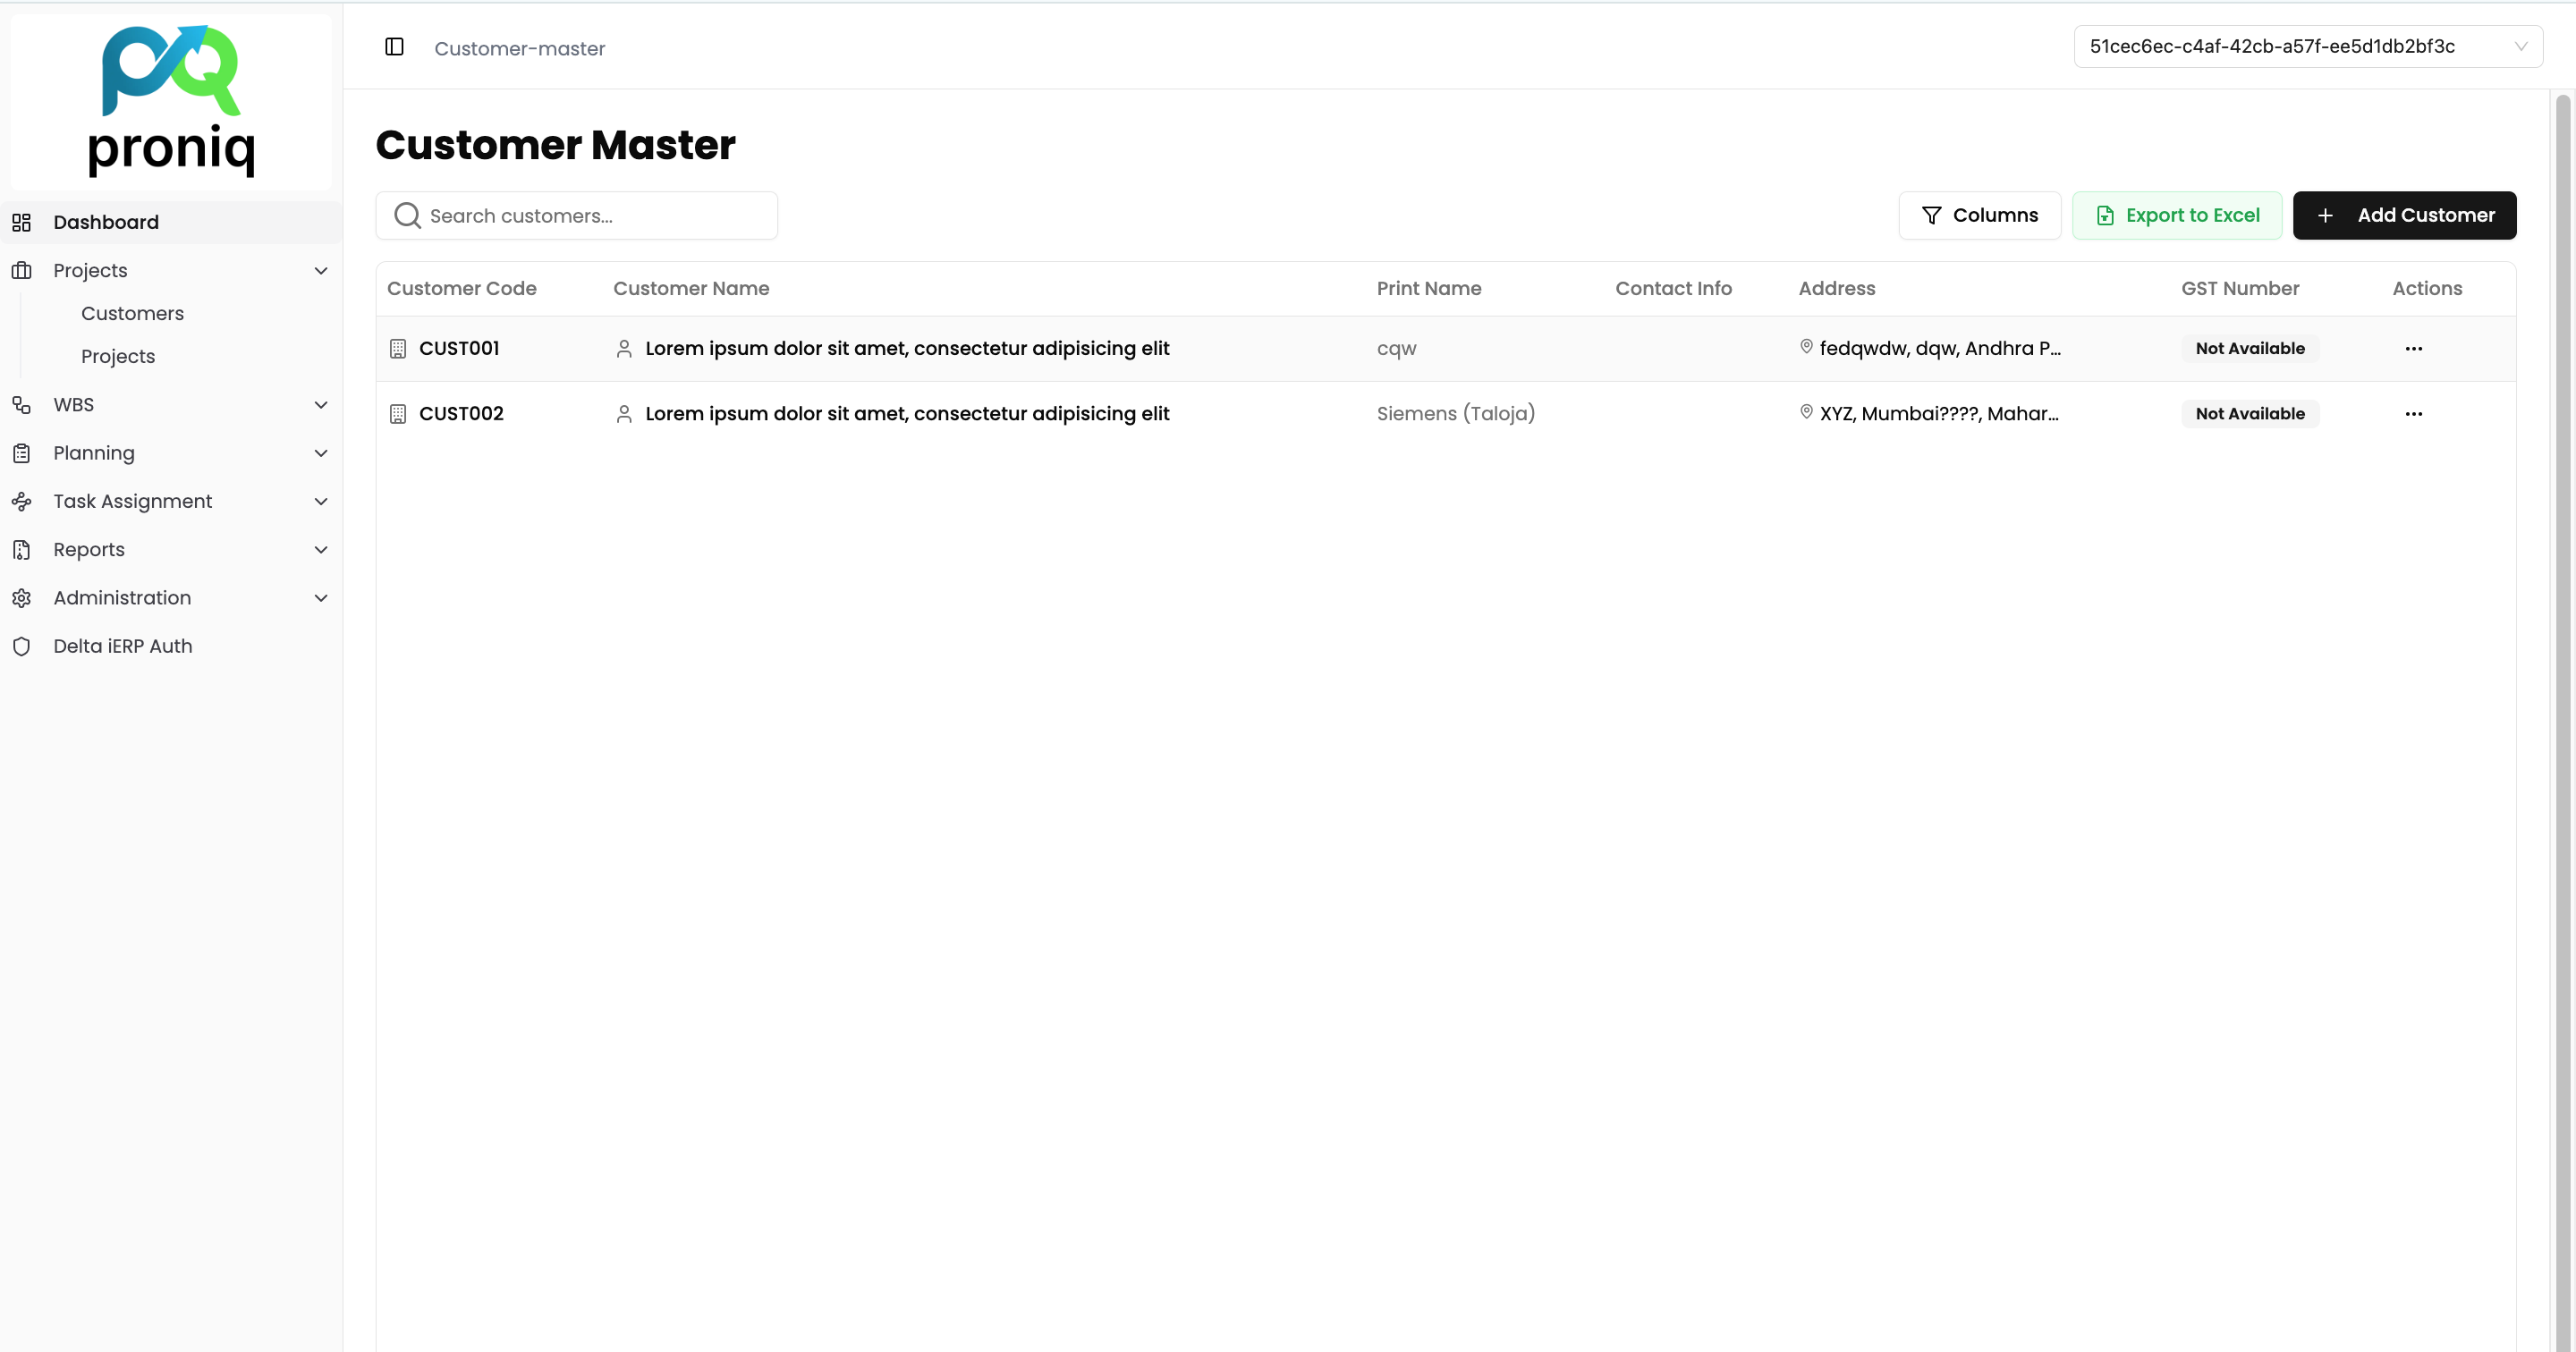 proniq
Dashboard
Projects
Customers
Projects
WBS
Planning
Task Assignment
Reports
Administration
Delta iERP Auth
Customer-master
51cec6ec-c4af-42cb-a57f-ee5d1db2bf3c
Customer Master
Search customers...
Columns
Export to Excel
Add Customer
Customer Code Customer Name Print Name Contact Info Address GST Number Actions
CUST001 Lorem ipsum dolor sit amet, consectetur adipisicing elit cqw fedqwdw, dqw, Andhra P... Not Available
CUST002 Lorem ipsum dolor sit amet, consectetur adipisicing elit Siemens (Taloja) XYZ, Mumbai????, Mahar... Not Available